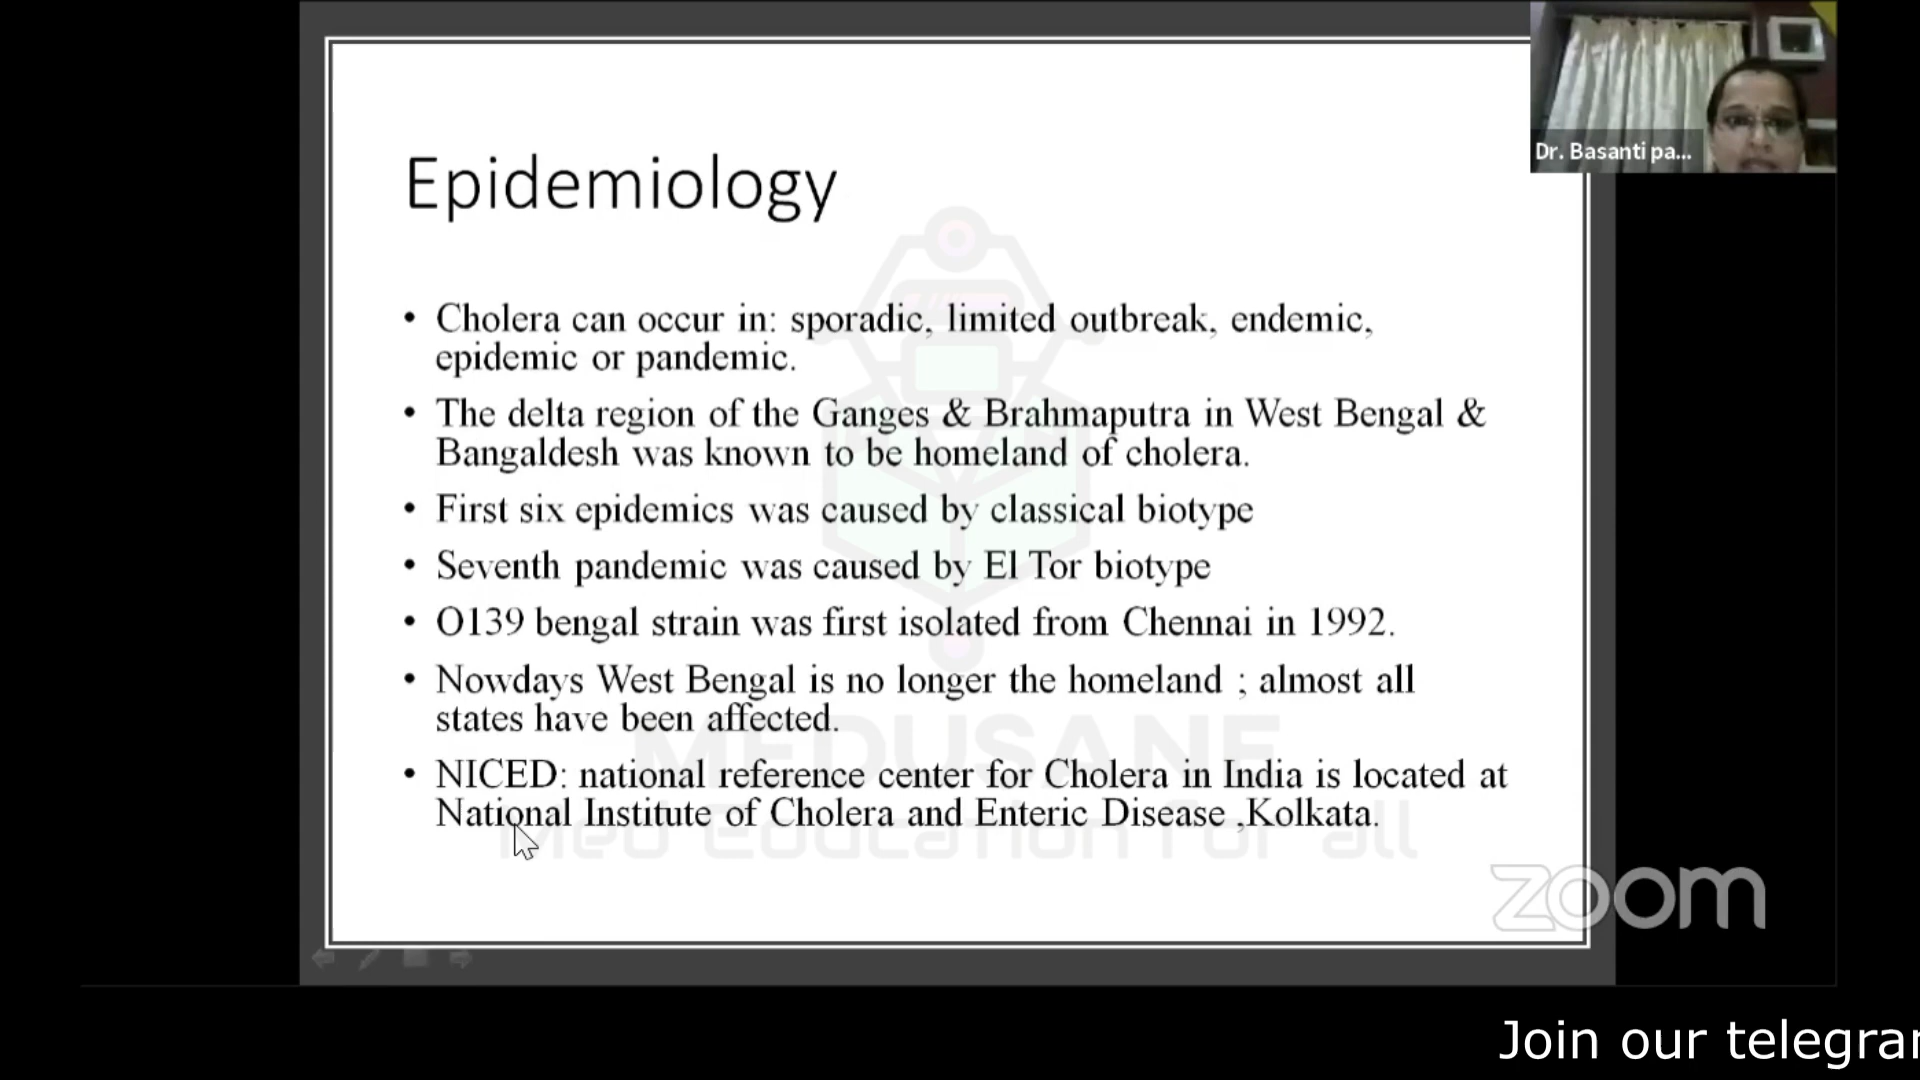 Dr. Basanti pa...
Epidemiology
• Cholera can occur in: sporadic, limited outbreak, endemic,
epidemic or pandemic.
• The delta region of the Ganges & Brahmaputra in West Bengal &
Bangaldesh was known to be homeland of cholera.
• First six epidemics was caused by classical biotype
• Seventh pandemic was caused by El Tor biotype
• O139 bengal strain was first isolated from Chennai in 1992.
• Nowdays West Bengal is no longer the homeland ; almost all
states have been affected.
• NICED: national reference center for Cholera in India is located at
National Institute of Cholera and Enteric Disease ,Kolkata.
MEDUSANE
Med Education for all
zoom
Join our telegram